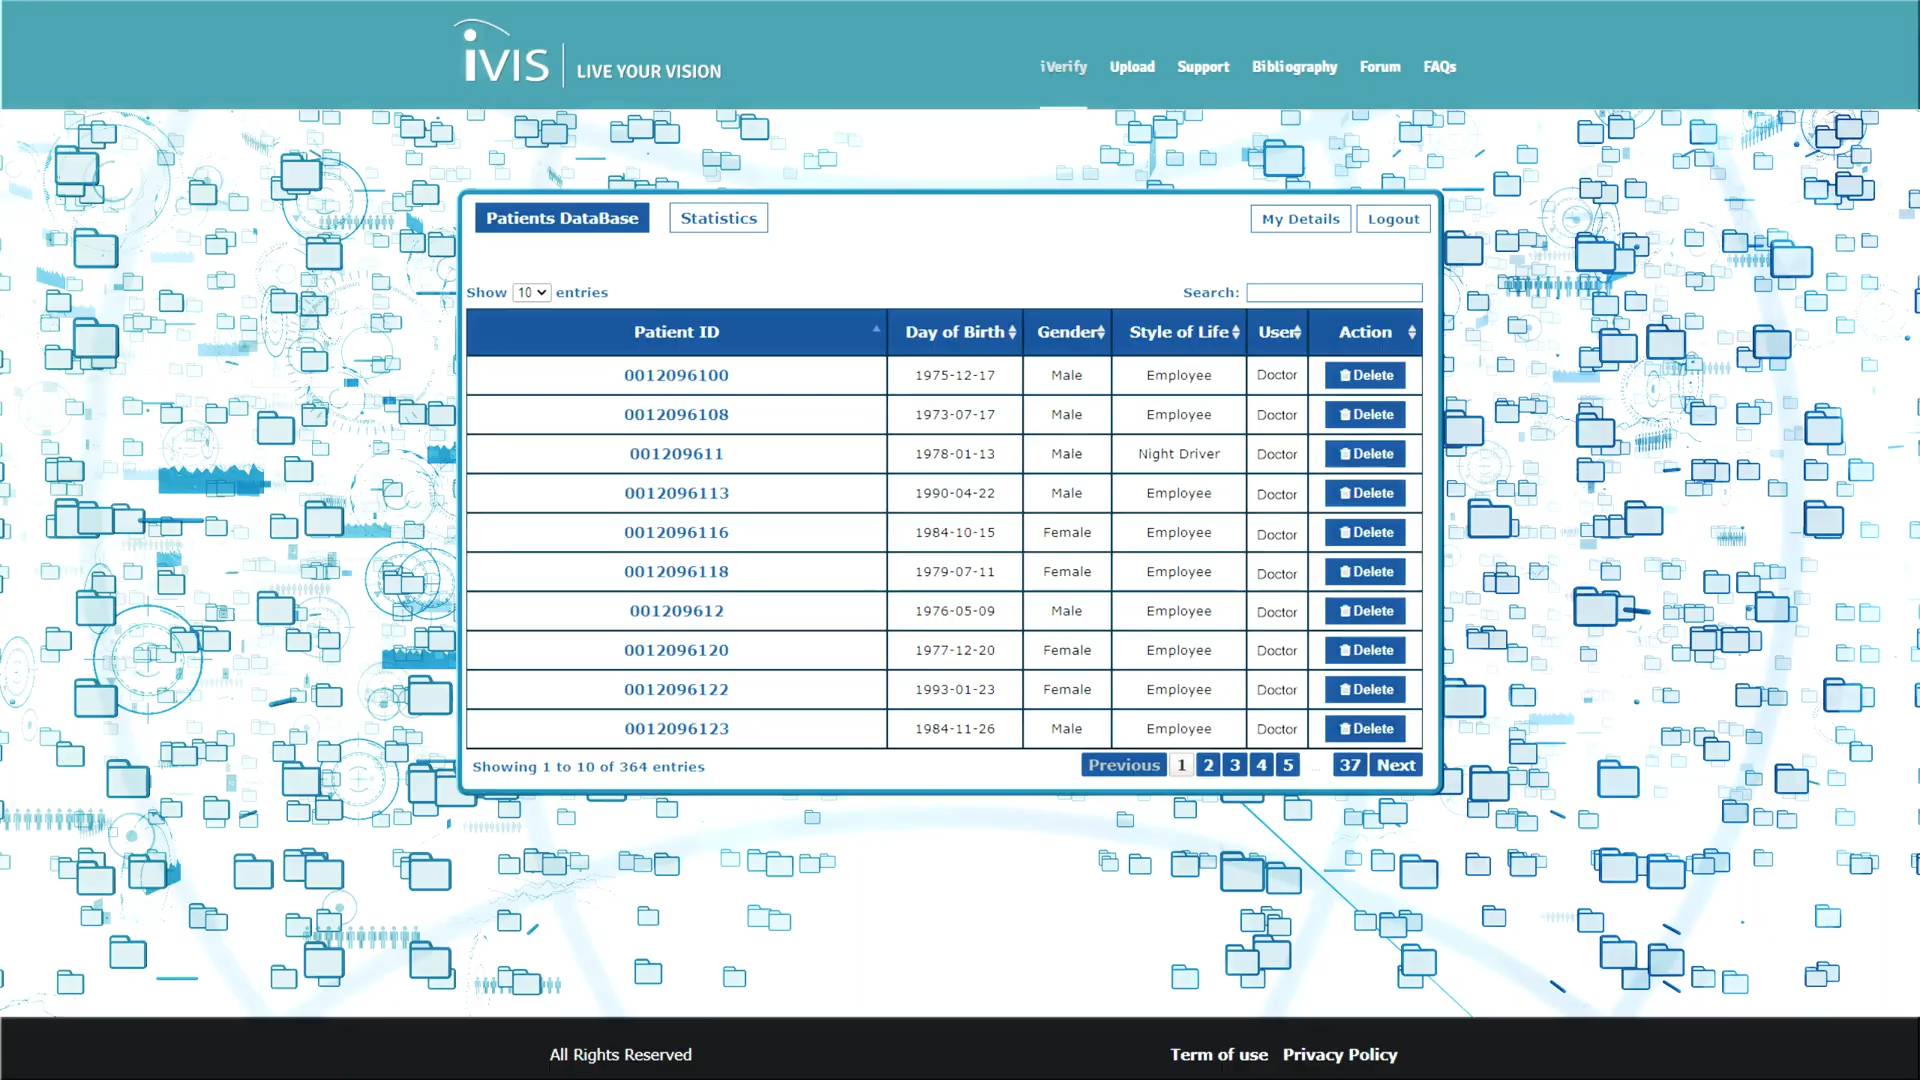 iVIS | LIVE YOUR VISION
iVerify Upload Support Bibliography Forum FAQs
Patients DataBase Statistics My Details Logout
Show 10 entries Search:
Patient ID Day of Birth Gender Style of Life User Action
0012096100 1975-12-17 Male Employee Doctor Delete
0012096108 1973-07-17 Male Employee Doctor Delete
001209611 1978-01-13 Male Night Driver Doctor Delete
0012096113 1990-04-22 Male Employee Doctor Delete
0012096116 1984-10-15 Female Employee Doctor Delete
0012096118 1979-07-11 Female Employee Doctor Delete
001209612 1976-05-09 Male Employee Doctor Delete
0012096120 1977-12-20 Female Employee Doctor Delete
0012096122 1993-01-23 Female Employee Doctor Delete
0012096123 1984-11-26 Male Employee Doctor Delete
Showing 1 to 10 of 364 entries Previous 1 2 3 4 5 ... 37 Next
All Rights Reserved Term of use Privacy Policy